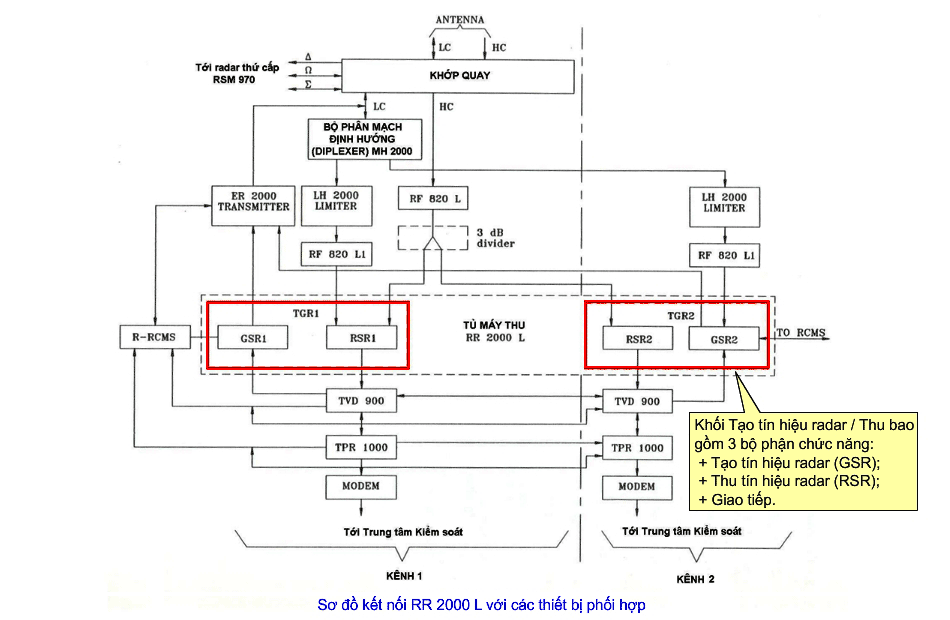 ANTENNA
LC
HC
Tới radar thứ cấp
RSM 970
Δ
Ω
Σ
KHỚP QUAY
LC
HC
BỘ PHÂN MẠCH
ĐỊNH HƯỚNG
(DIPLEXER) MH 2000
ER 2000
TRANSMITTER
LH 2000
LIMITER
RF 820 L
LH 2000
LIMITER
3 dB
divider
RF 820 L1
RF 820 L1
TGR1
TỦ MÁY THU
RR 2000 L
TGR2
R-RCMS
GSR1
RSR1
RSR2
GSR2
TO RCMS
TVD 900
TVD 900
TPR 1000
TPR 1000
MODEM
MODEM
Khối Tạo tín hiệu radar / Thu bao
gồm 3 bộ phận chức năng:
+ Tạo tín hiệu radar (GSR);
+ Thu tín hiệu radar (RSR);
+ Giao tiếp.
Tới Trung tâm Kiểm soát
Tới Trung tâm Kiểm soát
KÊNH 1
KÊNH 2
Sơ đồ kết nối RR 2000 L với các thiết bị phối hợp